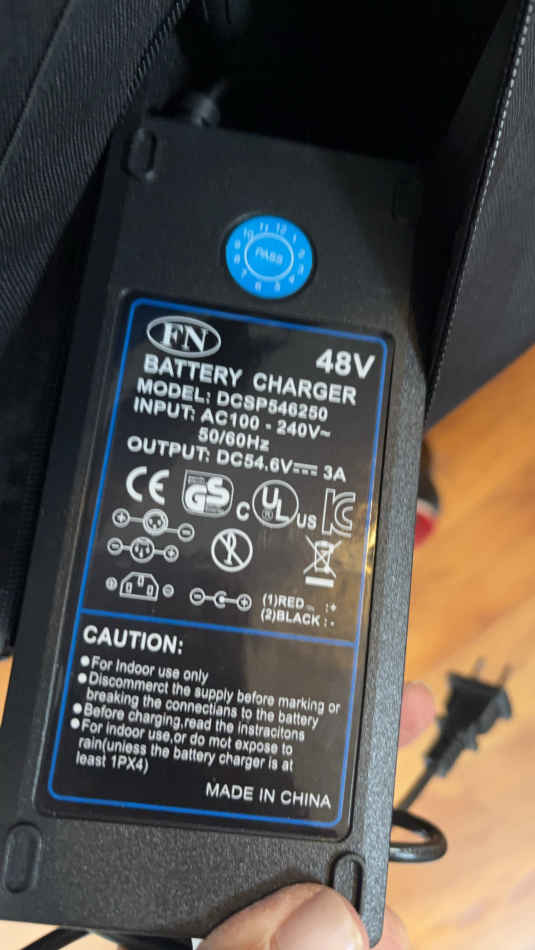 PASS
FN
48V
BATTERY CHARGER
MODEL: DCSP546250
INPUT: AC100 - 240V~
50/60Hz
OUTPUT: DC54.6V⎓ 3A
CE GS C UL US KC
(1)RED :+
(2)BLACK : -
CAUTION:
●For Indoor use only
●Discommerct the supply before marking or
breaking the connectians to the battery
●Before charging,read the instracitons
●For indoor use,or do mot expose to
rain(uniess the battery charger is at
least 1PX4)
MADE IN CHINA